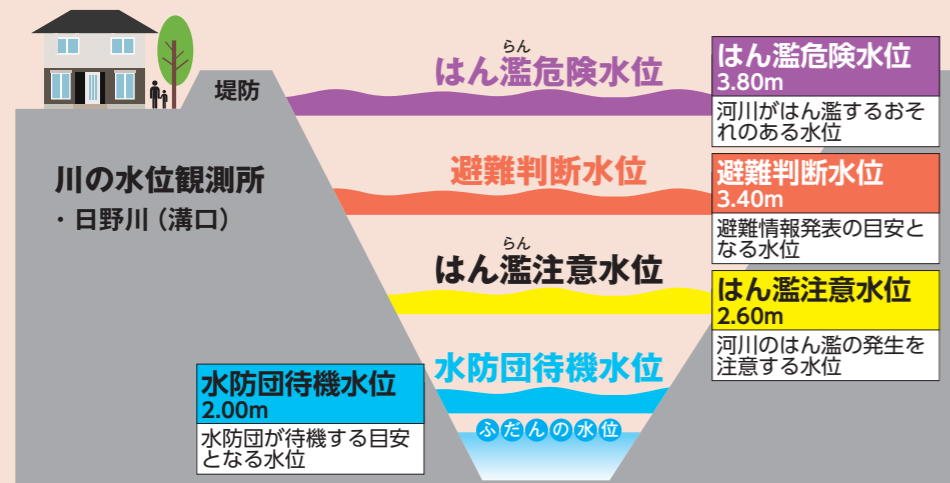 らん
はん濫危険水位
はん濫危険水位
3.80m
河川がはん濫するおそ
れのある水位
堤防
川の水位観測所
・日野川（溝口）
避難判断水位
避難判断水位
3.40m
避難情報発表の目安と
なる水位
らん
はん濫注意水位
はん濫注意水位
2.60m
河川のはん濫の発生を
注意する水位
水防団待機水位
水防団待機水位
2.00m
水防団が待機する目安
となる水位
ふだんの水位